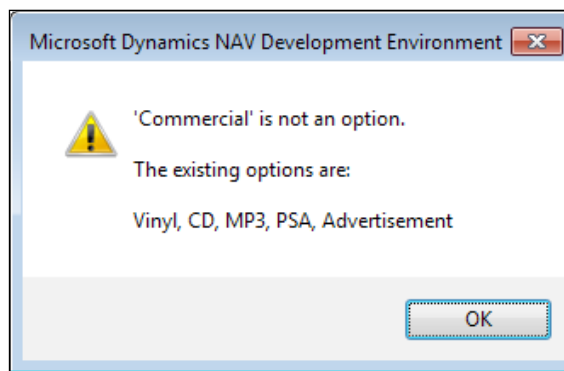 Microsoft Dynamics NAV Development Environment
'Commercial' is not an option.
The existing options are:
Vinyl, CD, MP3, PSA, Advertisement
OK